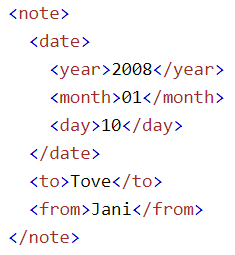 <note>
  <date>
    <year>2008</year>
    <month>01</month>
    <day>10</day>
  </date>
  <to>Tove</to>
  <from>Jani</from>
</note>